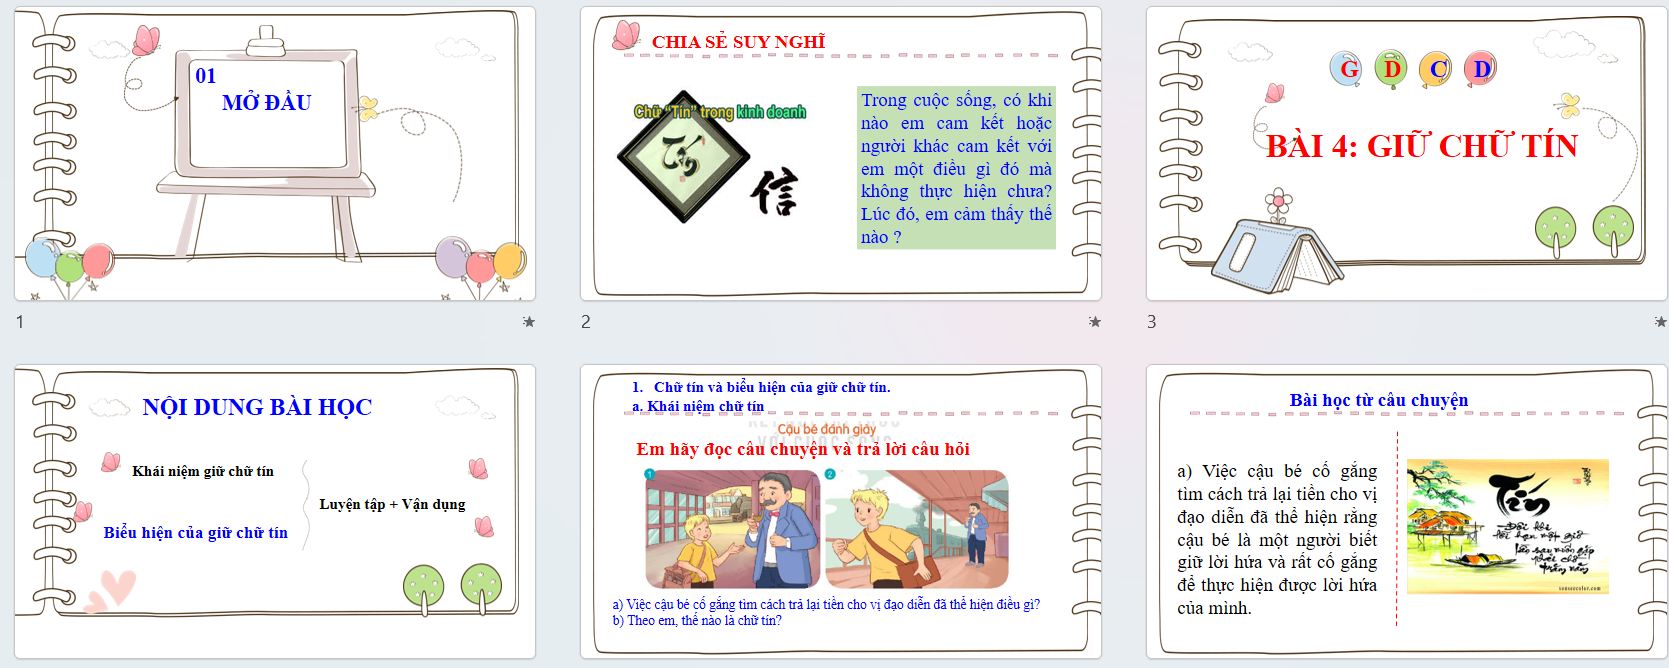 01
MỞ ĐẦU
1
CHIA SẺ SUY NGHĨ
Chữ “Tín” trong kinh doanh
Tín
信
Trong cuộc sống, có khi
nào em cam kết hoặc
người khác cam kết với
em một điều gì đó mà
không thực hiện chưa?
Lúc đó, em cảm thấy thế
nào ?
2
G D C D
BÀI 4: GIỮ CHỮ TÍN
3
NỘI DUNG BÀI HỌC
Khái niệm giữ chữ tín
Luyện tập + Vận dụng
Biểu hiện của giữ chữ tín
1. Chữ tín và biểu hiện của giữ chữ tín.
a. Khái niệm chữ tín
Cậu bé đánh giày
Em hãy đọc câu chuyện và trả lời câu hỏi
1
2
a) Việc cậu bé cố gắng tìm cách trả lại tiền cho vị đạo diễn đã thể hiện điều gì?
b) Theo em, thế nào là chữ tín?
Bài học từ câu chuyện
a) Việc cậu bé cố gắng
tìm cách trả lại tiền cho vị
đạo diễn đã thể hiện rằng
cậu bé là một người biết
giữ lời hứa và rất cố gắng
để thực hiện được lời hứa
của mình.
Tín